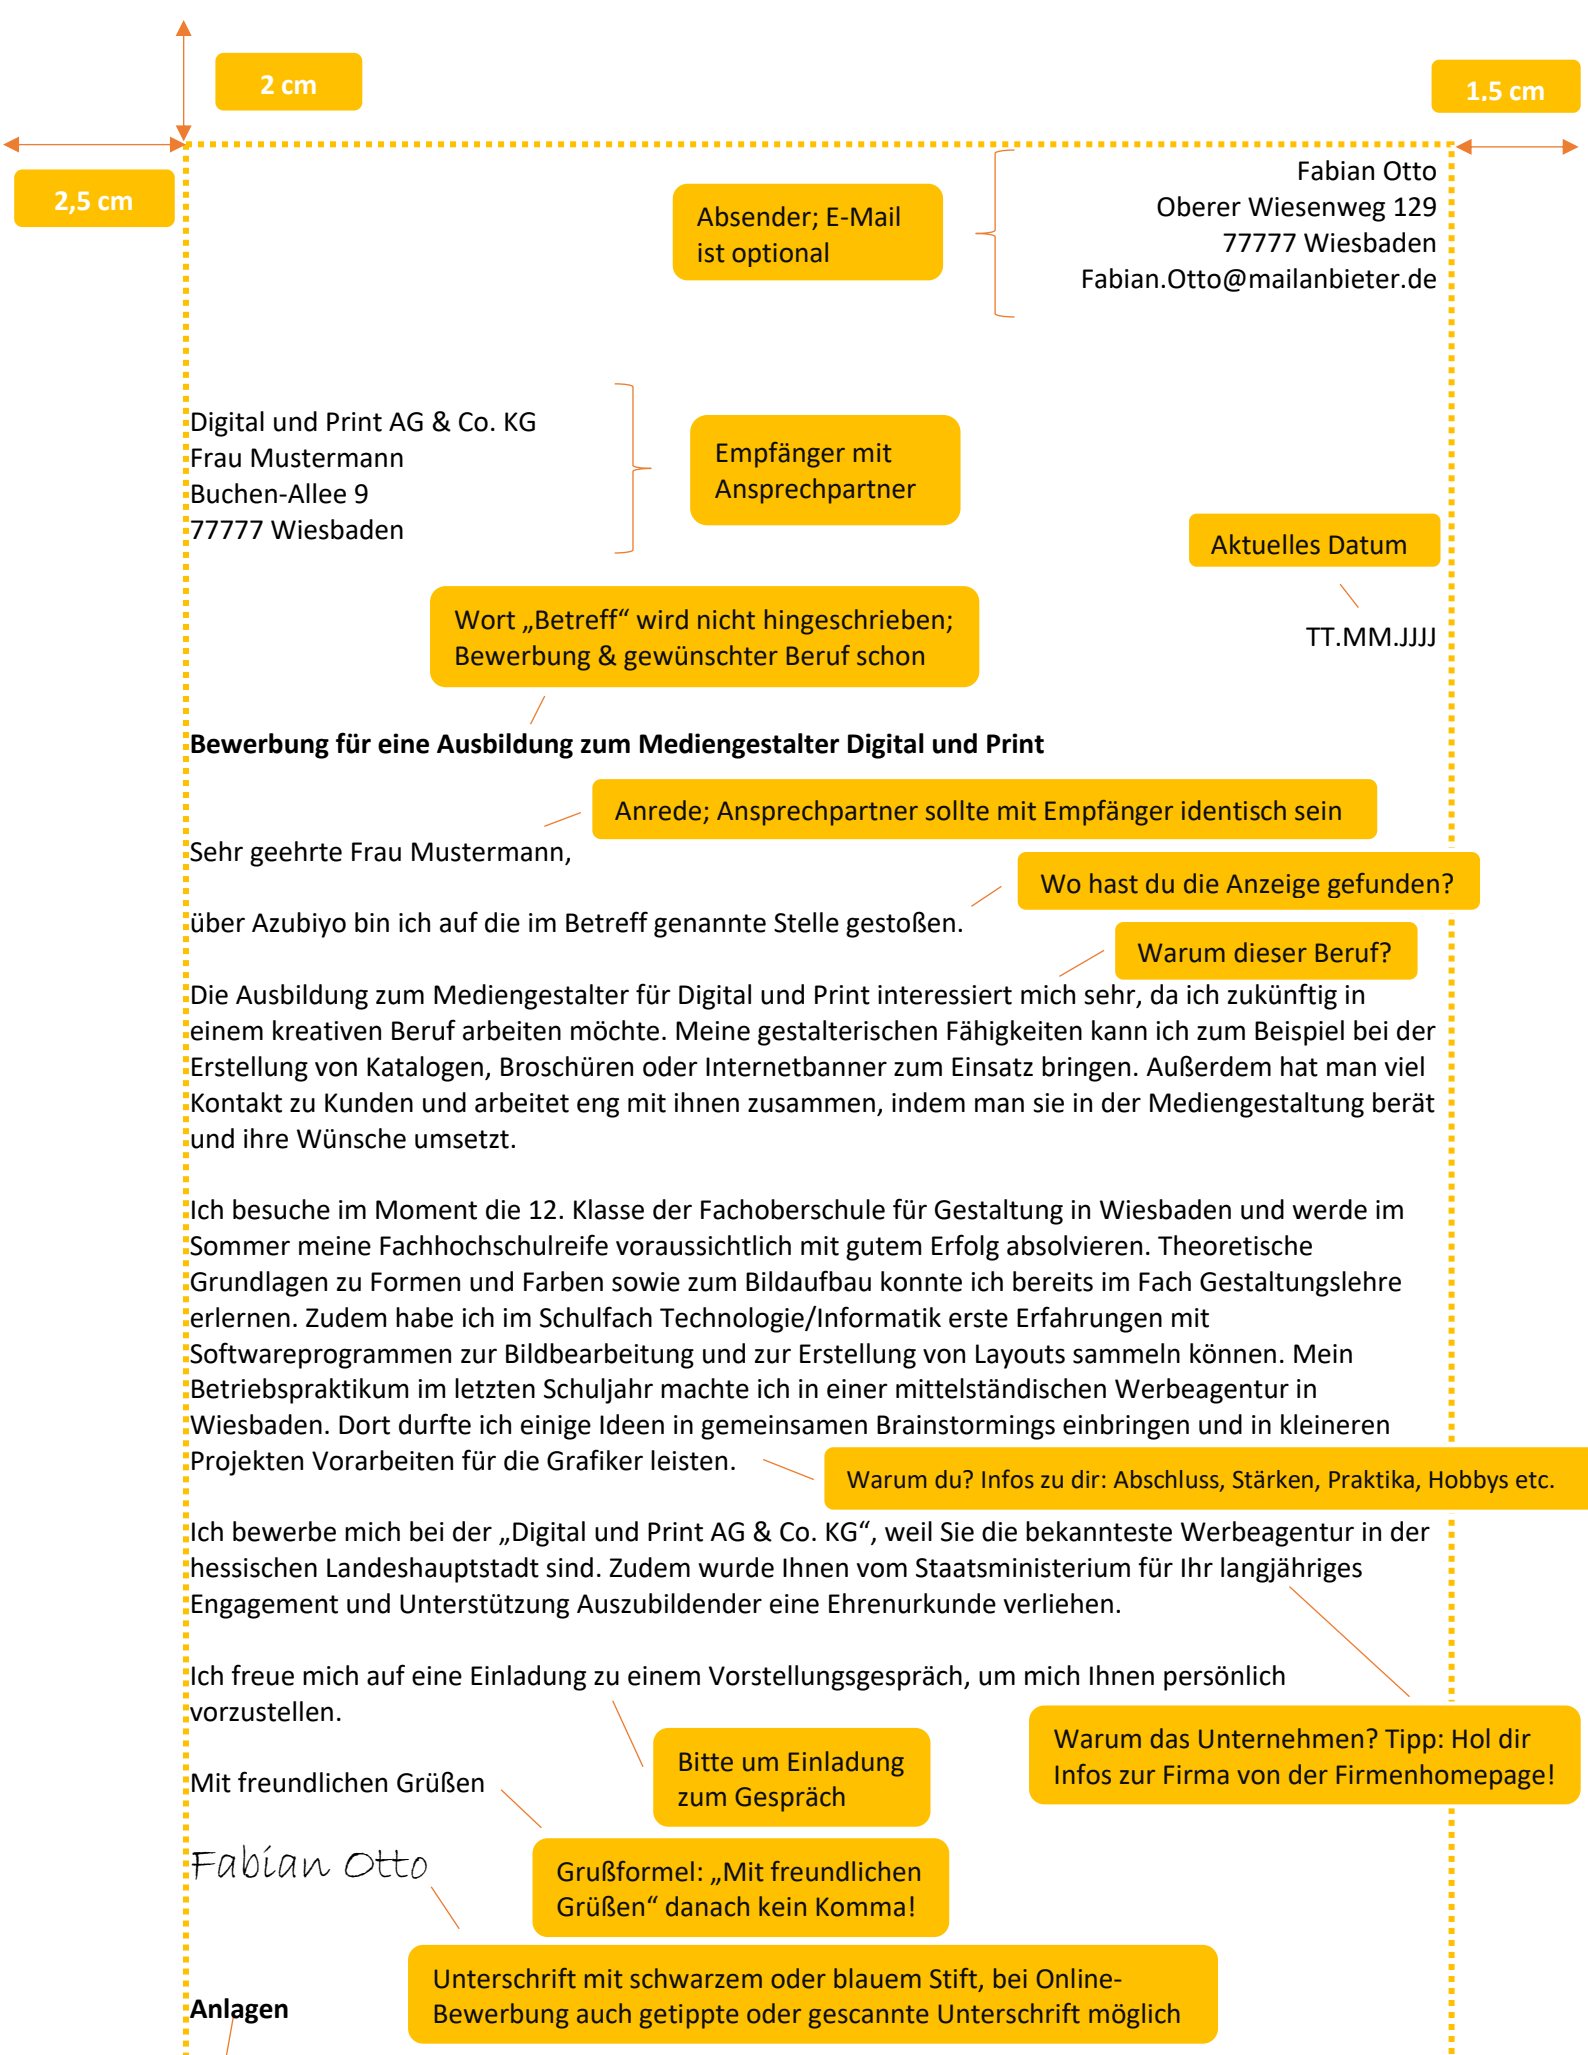 2 cm
1,5 cm
2,5 cm
Absender; E-Mail
ist optional
Fabian Otto
Oberer Wiesenweg 129
77777 Wiesbaden
Fabian.Otto@mailanbieter.de
Digital und Print AG & Co. KG
Frau Mustermann
Buchen-Allee 9
77777 Wiesbaden
Empfänger mit
Ansprechpartner
Aktuelles Datum
TT.MM.JJJJ
Wort „Betreff“ wird nicht hingeschrieben;
Bewerbung & gewünschter Beruf schon
Bewerbung für eine Ausbildung zum Mediengestalter Digital und Print
Anrede; Ansprechpartner sollte mit Empfänger identisch sein
Sehr geehrte Frau Mustermann,
Wo hast du die Anzeige gefunden?
über Azubiyo bin ich auf die im Betreff genannte Stelle gestoßen.
Warum dieser Beruf?
Die Ausbildung zum Mediengestalter für Digital und Print interessiert mich sehr, da ich zukünftig in
einem kreativen Beruf arbeiten möchte. Meine gestalterischen Fähigkeiten kann ich zum Beispiel bei der
Erstellung von Katalogen, Broschüren oder Internetbanner zum Einsatz bringen. Außerdem hat man viel
Kontakt zu Kunden und arbeitet eng mit ihnen zusammen, indem man sie in der Mediengestaltung berät
und ihre Wünsche umsetzt.
Ich besuche im Moment die 12. Klasse der Fachoberschule für Gestaltung in Wiesbaden und werde im
Sommer meine Fachhochschulreife voraussichtlich mit gutem Erfolg absolvieren. Theoretische
Grundlagen zu Formen und Farben sowie zum Bildaufbau konnte ich bereits im Fach Gestaltungslehre
erlernen. Zudem habe ich im Schulfach Technologie/Informatik erste Erfahrungen mit
Softwareprogrammen zur Bildbearbeitung und zur Erstellung von Layouts sammeln können. Mein
Betriebspraktikum im letzten Schuljahr machte ich in einer mittelständischen Werbeagentur in
Wiesbaden. Dort durfte ich einige Ideen in gemeinsamen Brainstormings einbringen und in kleineren
Projekten Vorarbeiten für die Grafiker leisten.
Warum du? Infos zu dir: Abschluss, Stärken, Praktika, Hobbys etc.
Ich bewerbe mich bei der „Digital und Print AG & Co. KG“, weil Sie die bekannteste Werbeagentur in der
hessischen Landeshauptstadt sind. Zudem wurde Ihnen vom Staatsministerium für Ihr langjähriges
Engagement und Unterstützung Auszubildender eine Ehrenurkunde verliehen.
Ich freue mich auf eine Einladung zu einem Vorstellungsgespräch, um mich Ihnen persönlich
vorzustellen.
Warum das Unternehmen? Tipp: Hol dir
Infos zur Firma von der Firmenhomepage!
Bitte um Einladung
zum Gespräch
Mit freundlichen Grüßen
Fabian Otto
Grußformel: „Mit freundlichen
Grüßen“ danach kein Komma!
Unterschrift mit schwarzem oder blauem Stift, bei Online-
Bewerbung auch getippte oder gescannte Unterschrift möglich
Anlagen